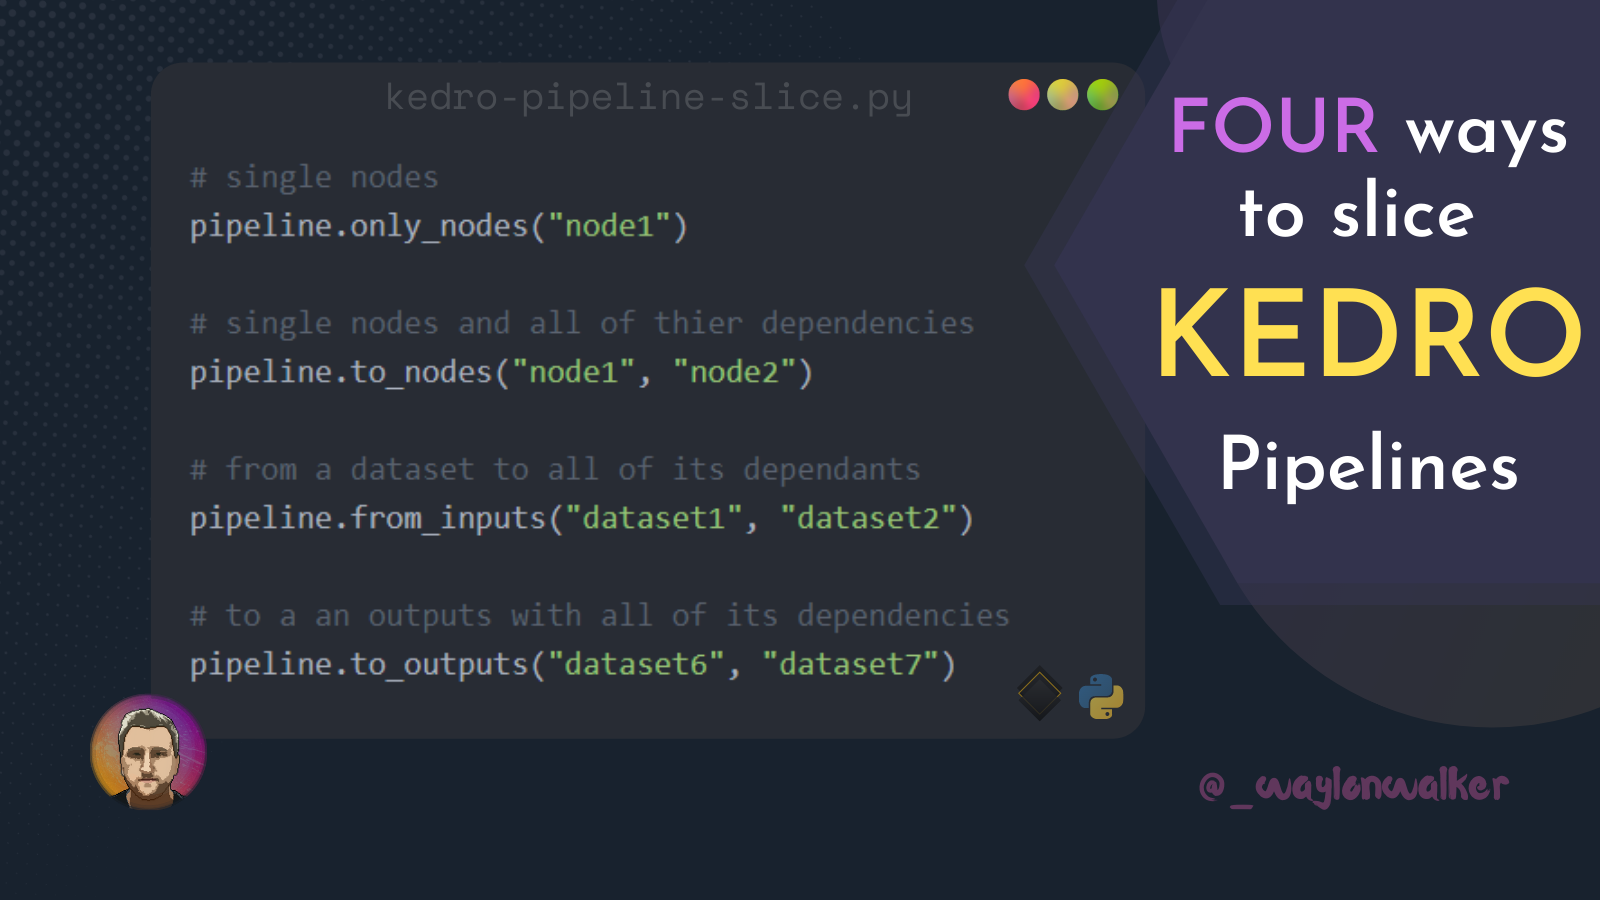 kedro-pipeline-slice.py
# single nodes
pipeline.only_nodes("node1")
# single nodes and all of thier dependencies
pipeline.to_nodes("node1", "node2")
# from a dataset to all of its dependants
pipeline.from_inputs("dataset1", "dataset2")
# to a an outputs with all of its dependencies
pipeline.to_outputs("dataset6", "dataset7")
FOUR ways
to slice
KEDRO
Pipelines
@_waylonwalker